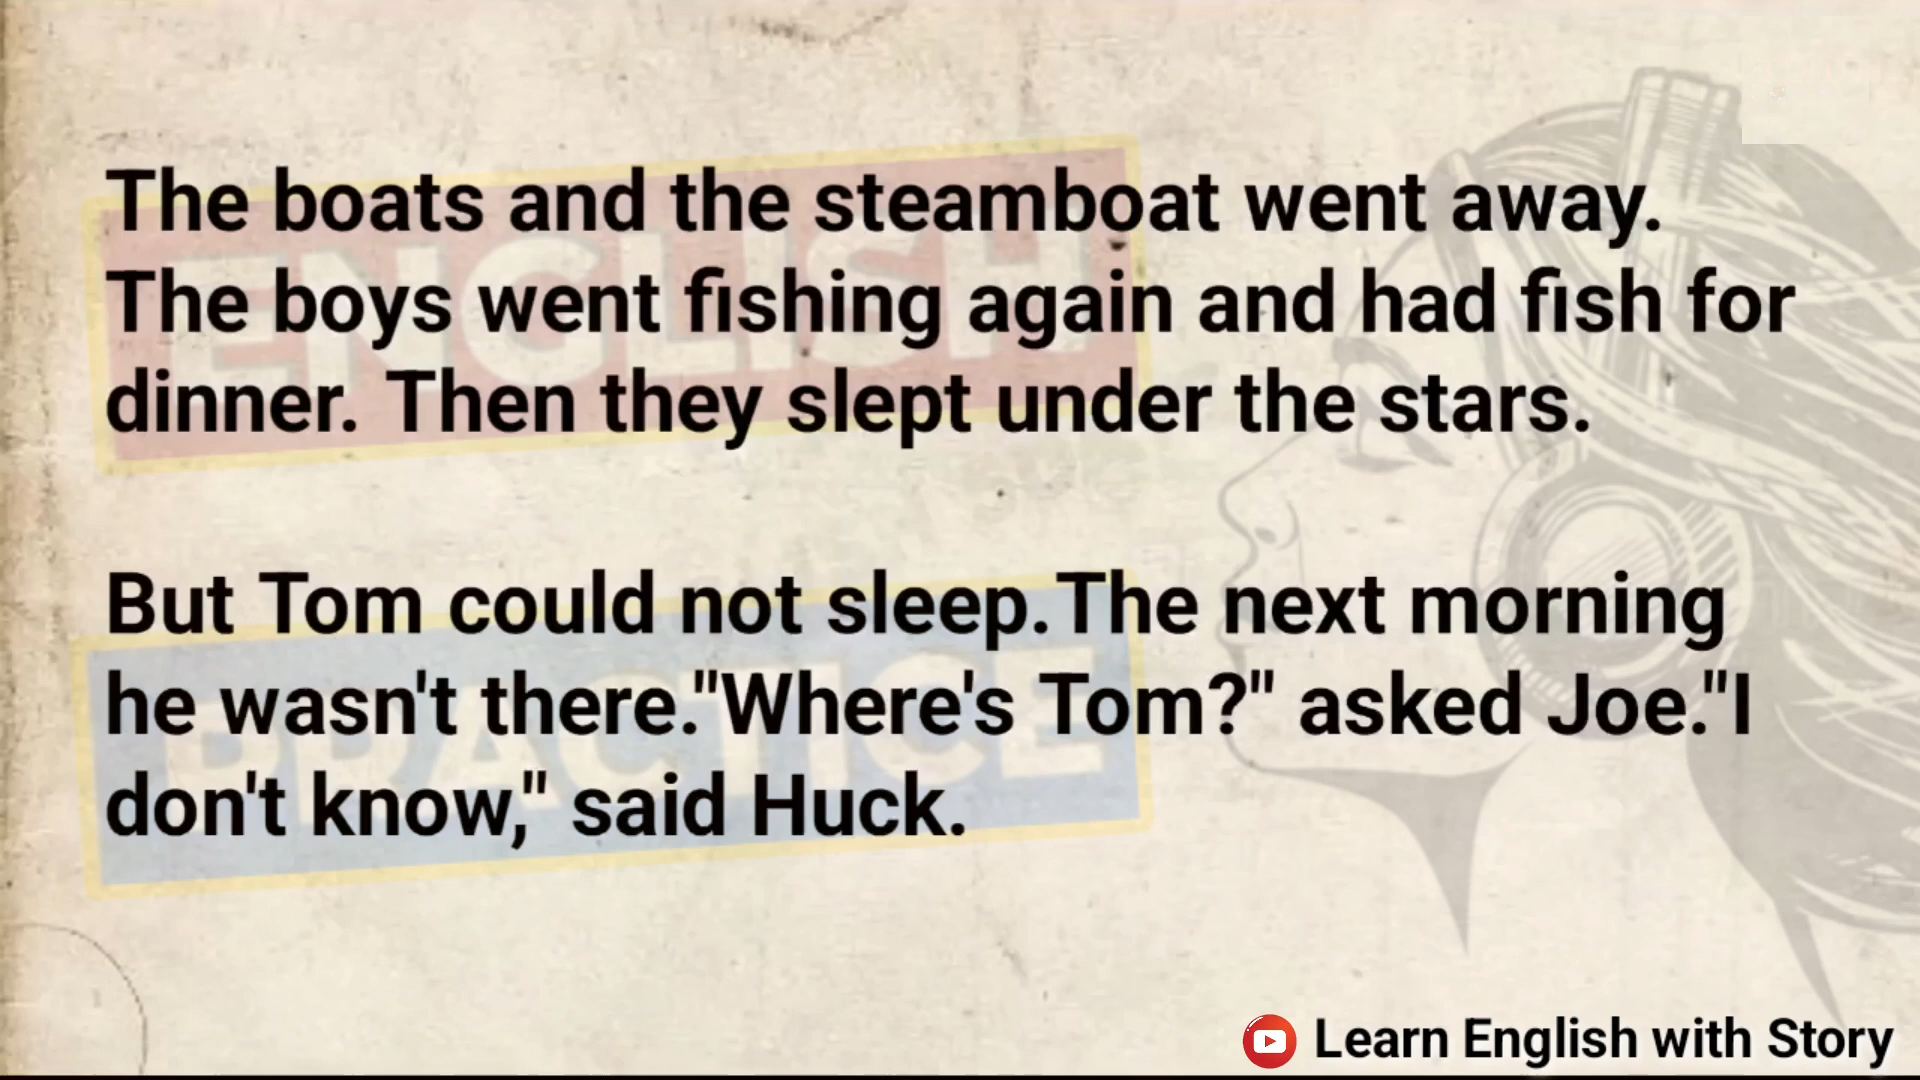 The boats and the steamboat went away.
The boys went fishing again and had fish for
dinner. Then they slept under the stars.
But Tom could not sleep.The next morning
he wasn't there."Where's Tom?" asked Joe."I
don't know," said Huck.
ENGLISH
PRACTICE
Learn English with Story